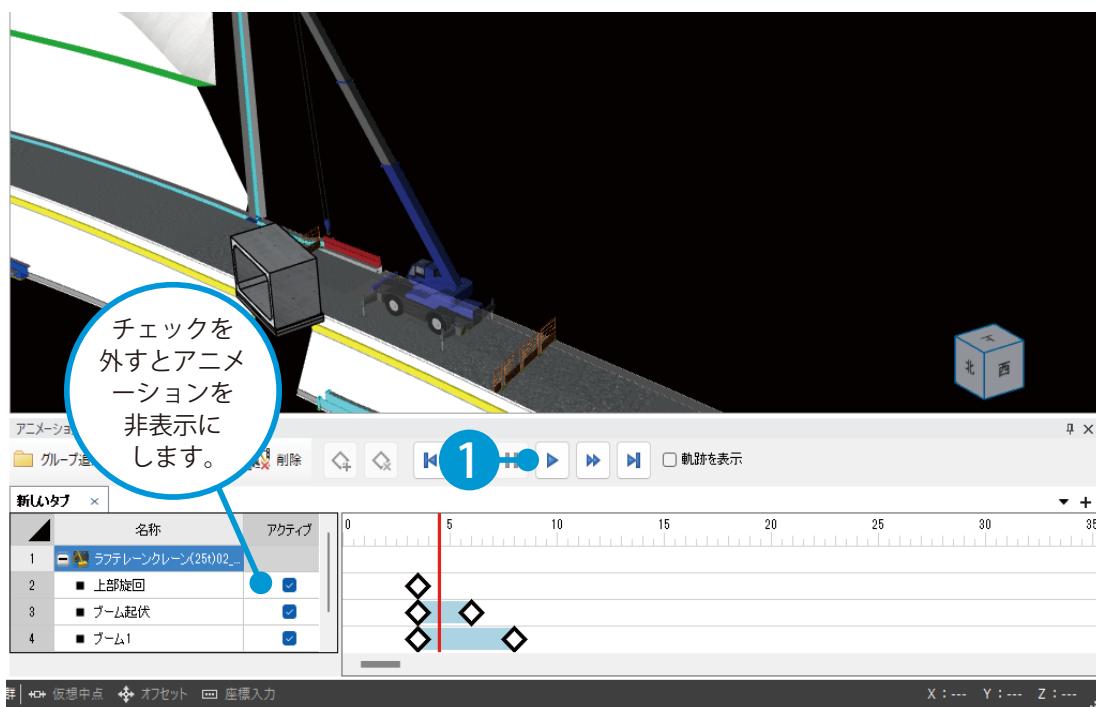 下
北
西
チェックを
外すとアニメ
ーションを
非表示に
します。
アニメーショ
グループ追
削除
1
軌跡を表示
新しいタブ ×
名称 アクティブ
0 5 10 15 20 25 30 35
1 ラフテレーンクレーン(25t)02_...
2 ■ 上部旋回
3 ■ ブーム起伏
4 ■ ブーム1
群 仮想中点 オフセット 座標入力 X : --- Y : --- Z : ---